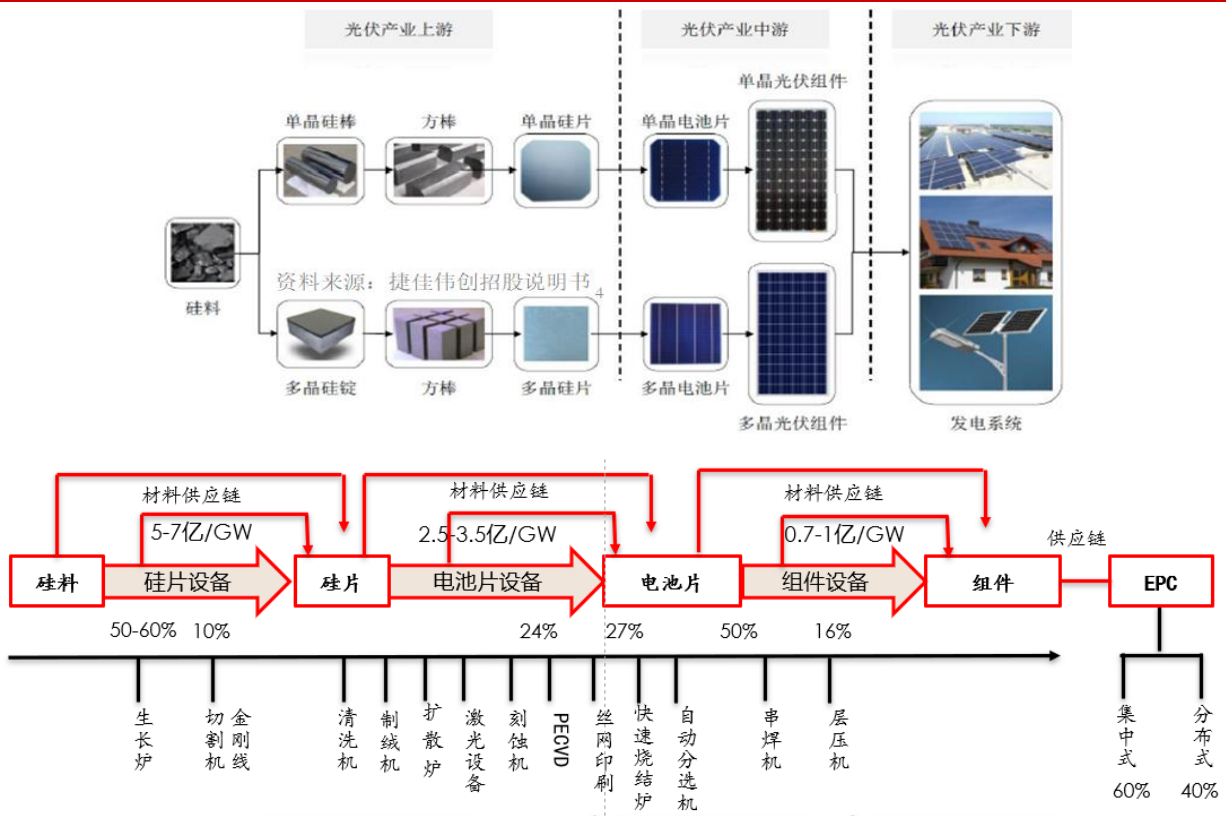 光伏产业上游
光伏产业中游
光伏产业下游
单晶硅棒
方棒
单晶硅片
单晶电池片
单晶光伏组件
硅料
资料来源：捷佳伟创招股说明书
4
多晶硅锭
方棒
多晶硅片
多晶电池片
多晶光伏组件
发电系统
材料供应链
材料供应链
材料供应链
5-7亿/GW
2.5-3.5亿/GW
0.7-1亿/GW
供应链
硅料
硅片设备
硅片
电池片设备
电池片
组件设备
组件
EPC
50-60%
10%
24%
27%
50%
16%
生长炉
切割机
金刚线
清洗机
制绒机
扩散炉
激光设备
刻蚀机
PECVD
丝网印刷
快速烧结炉
自动分选机
串焊机
层压机
集中式
分布式
60%
40%